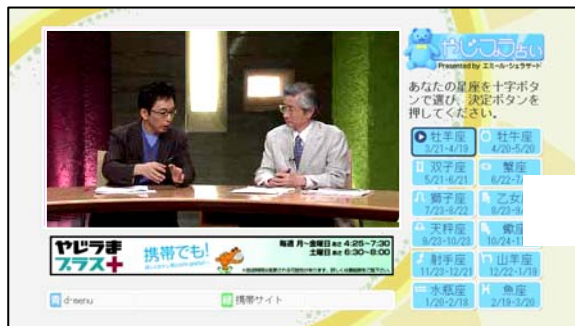 やじプラ占い
Presented by エミール・シェラザード
あなたの星座を十字ボタ
ンで選び、決定ボタンを
押してください。
牡羊座
3/21-4/19
牡牛座
4/20-5/20
双子座
5/21-6/21
蟹座
6/22-7/
獅子座
7/23-8/22
乙女
8/23-9/
天秤座
9/23-10/23
蠍座
10/24-11
射手座
11/23-12/21
山羊座
12/22-1/19
水瓶座
1/20-2/18
魚座
2/19-3/20
やじうま
プラス+
携帯でも!
毎週 月~金曜日 あさ 4:25~7:30
土曜日 あさ 6:30~8:00
青 d-menu
緑 携帯サイト